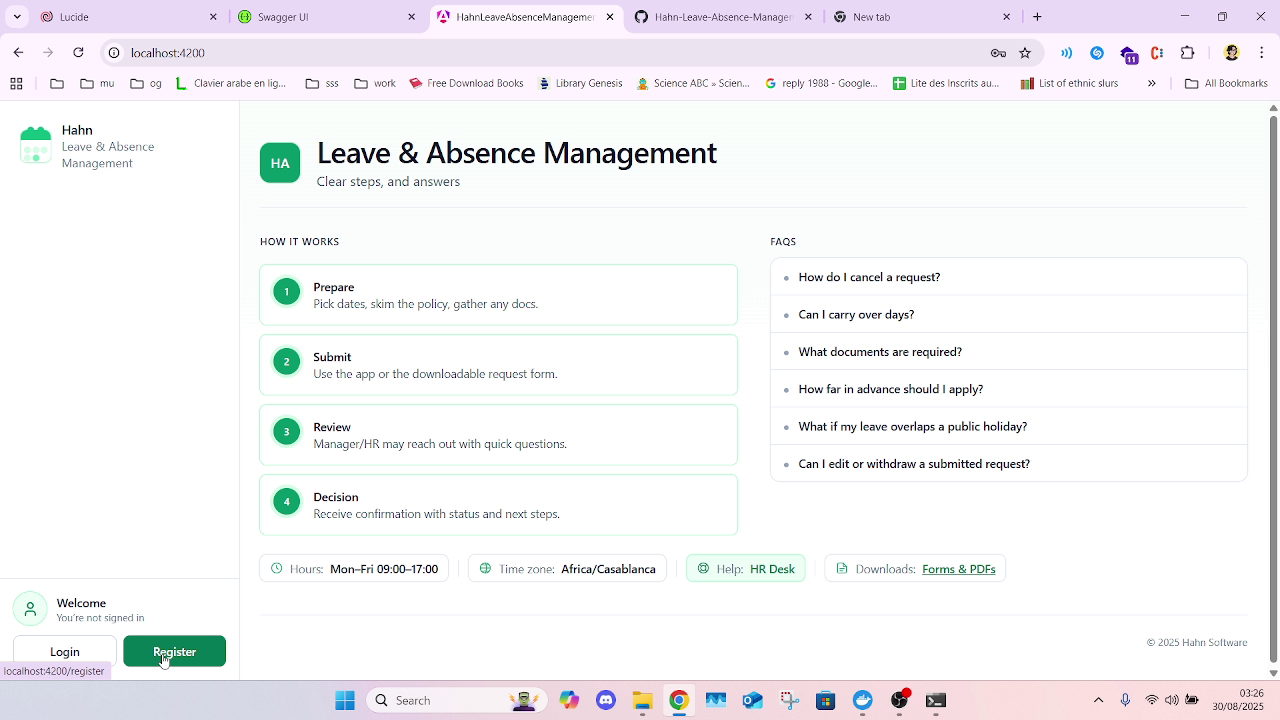 Lucide
Swagger UI
HahnLeaveAbsenceManagemen
Hahn-Leave-Absence-Manageme
New tab
localhost:4200
11
mu
og
Clavier arabe en lig...
sss
work
Free Download Books
Library Genesis
Science ABC » Scien...
reply 1988 - Google...
Lite des Inscrits au...
List of ethnic slurs
»
All Bookmarks
Hahn
Leave & Absence
Management
HA
Leave & Absence Management
Clear steps, and answers
HOW IT WORKS
1
Prepare
Pick dates, skim the policy, gather any docs.
2
Submit
Use the app or the downloadable request form.
3
Review
Manager/HR may reach out with quick questions.
4
Decision
Receive confirmation with status and next steps.
FAQS
How do I cancel a request?
Can I carry over days?
What documents are required?
How far in advance should I apply?
What if my leave overlaps a public holiday?
Can I edit or withdraw a submitted request?
Hours: Mon–Fri 09:00–17:00
Time zone: Africa/Casablanca
Help: HR Desk
Downloads: Forms & PDFs
© 2025 Hahn Software
Welcome
You're not signed in
Login
Register
localhost:4200/register
Search
03:26
30/08/2025